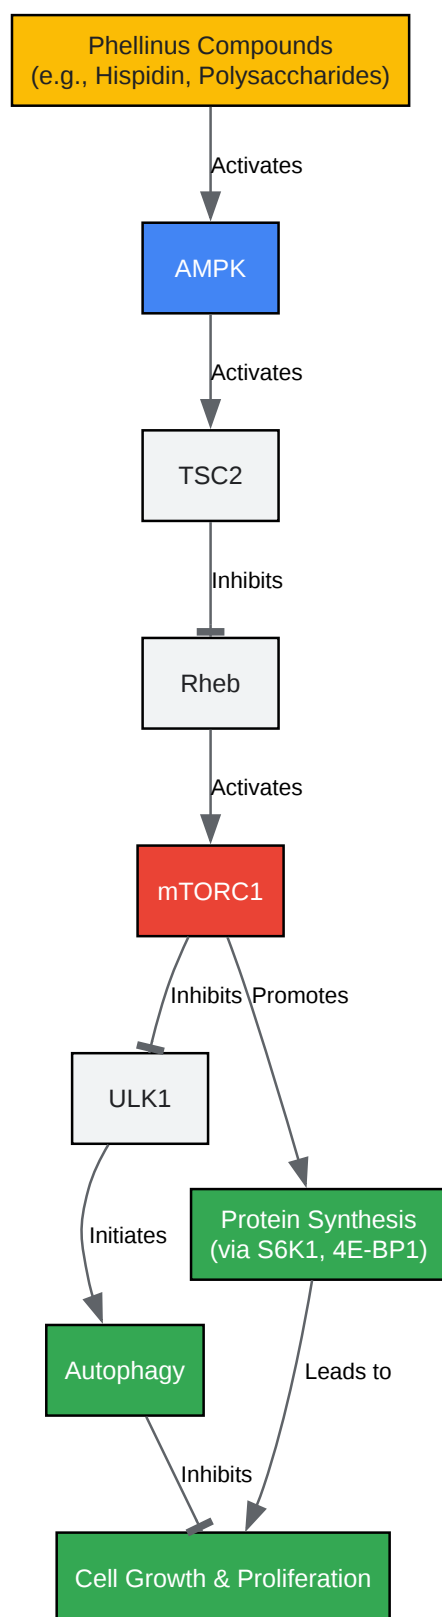 Phellinus Compounds
(e.g., Hispidin, Polysaccharides)
Activates
AMPK
Activates
TSC2
Inhibits
Rheb
Activates
mTORC1
Inhibits
Promotes
ULK1
Protein Synthesis
(via S6K1, 4E-BP1)
Initiates
Autophagy
Leads to
Inhibits
Cell Growth & Proliferation